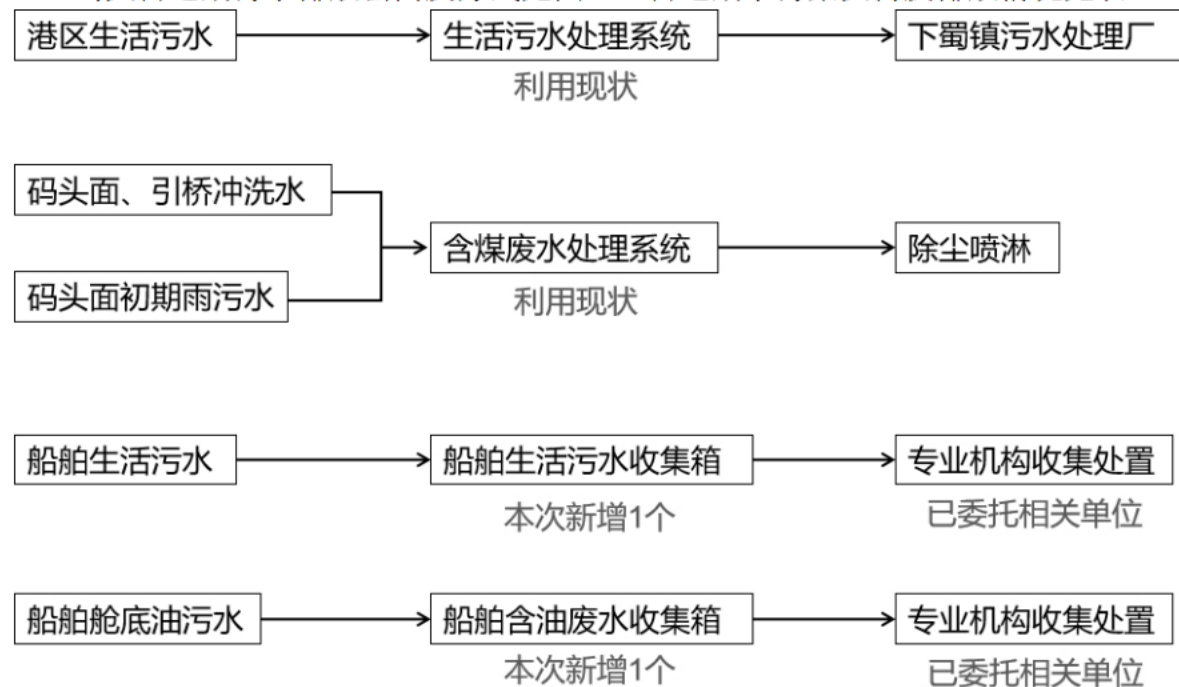 港区生活污水 生活污水处理系统 下蜀镇污水处理厂
利用现状
码头面、引桥冲洗水
含煤废水处理系统 除尘喷淋
码头面初期雨污水
利用现状
船舶生活污水 船舶生活污水收集箱 专业机构收集处置
本次新增1个 已委托相关单位
船舶舱底油污水 船舶含油废水收集箱 专业机构收集处置
本次新增1个 已委托相关单位